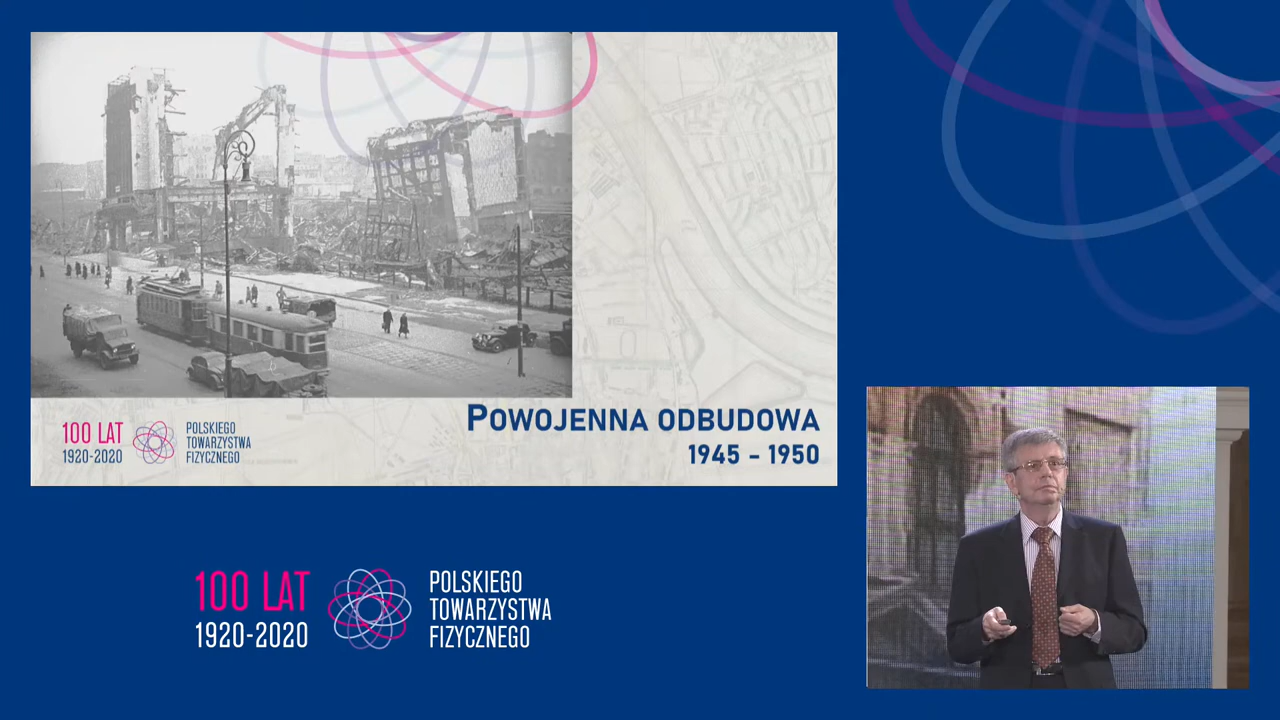 POWOJENNA ODBUDOWA
1945 - 1950
100 LAT
1920-2020
POLSKIEGO
TOWARZYSTWA
FIZYCZNEGO
100 LAT
1920-2020
POLSKIEGO
TOWARZYSTWA
FIZYCZNEGO